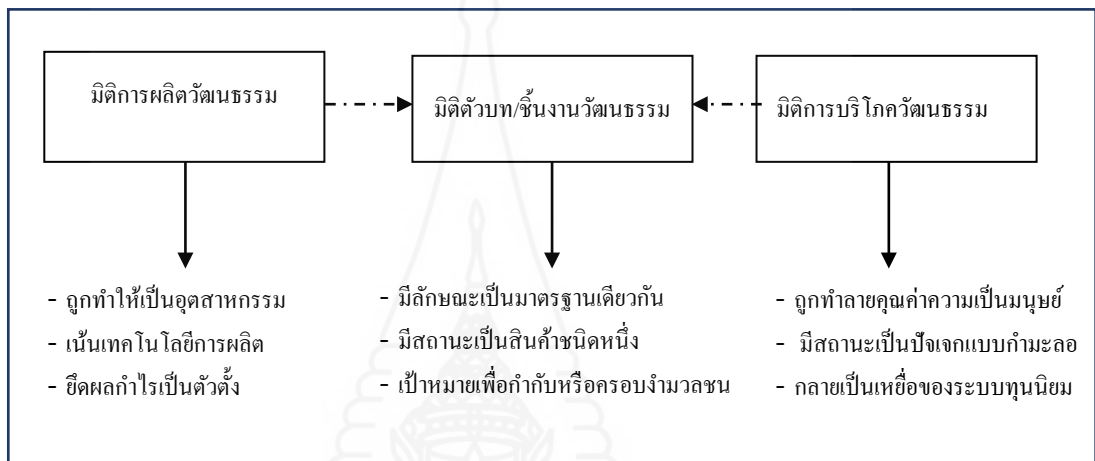 มิติการผลิตวัฒนธรรม
มิติตัวบท/ชิ้นงานวัฒนธรรม
มิติการบริโภควัฒนธรรม
- ถูกทำให้เป็นอุตสาหกรรม
- เน้นเทคโนโลยีการผลิต
- ยึดผลกำไรเป็นตัวตั้ง
- มีลักษณะเป็นมาตรฐานเดียวกัน
- มีสถานะเป็นสินค้าชนิดหนึ่ง
- เป้าหมายเพื่อกำกับหรือครอบงำมวลชน
- ถูกทำลายคุณค่าความเป็นมนุษย์
- มีสถานะเป็นปัจเจกแบบกำมะลอ
- กลายเป็นเหยื่อของระบบทุนนิยม